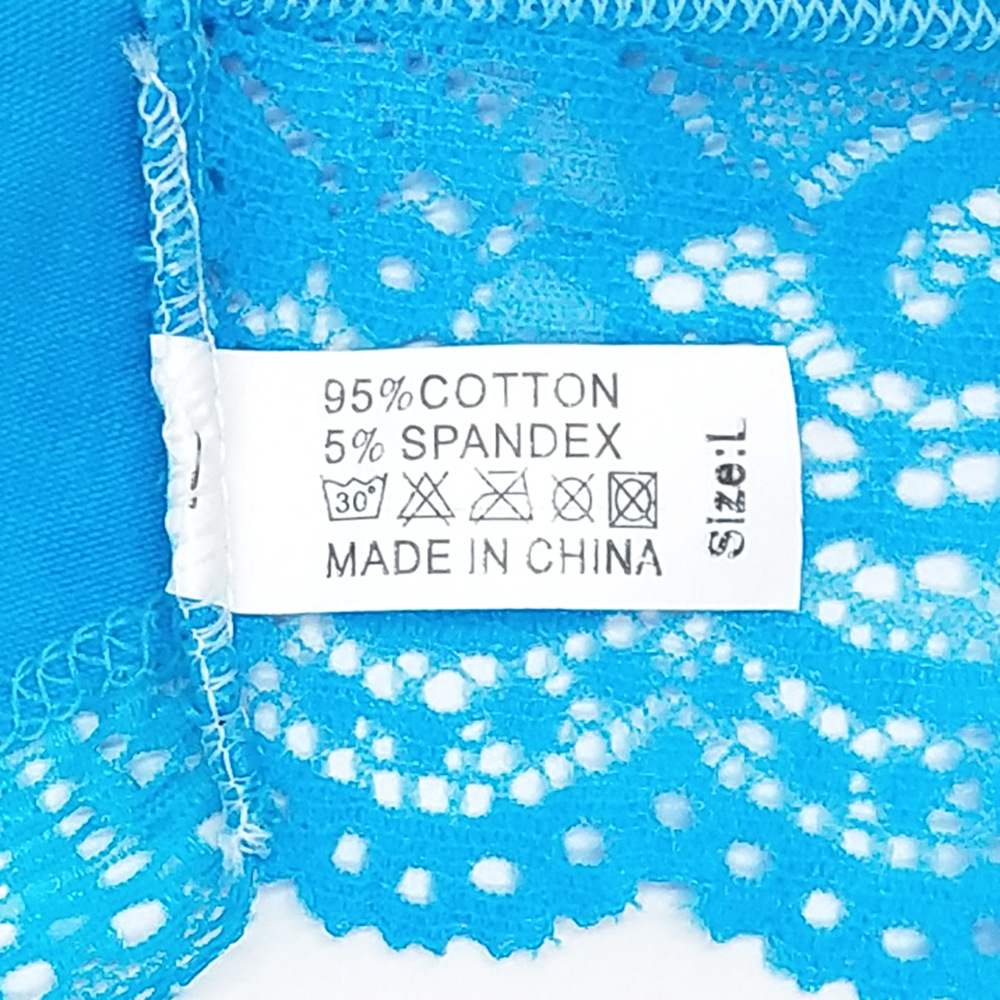 95%COTTON
5% SPANDEX
30°
MADE IN CHINA
Size:L